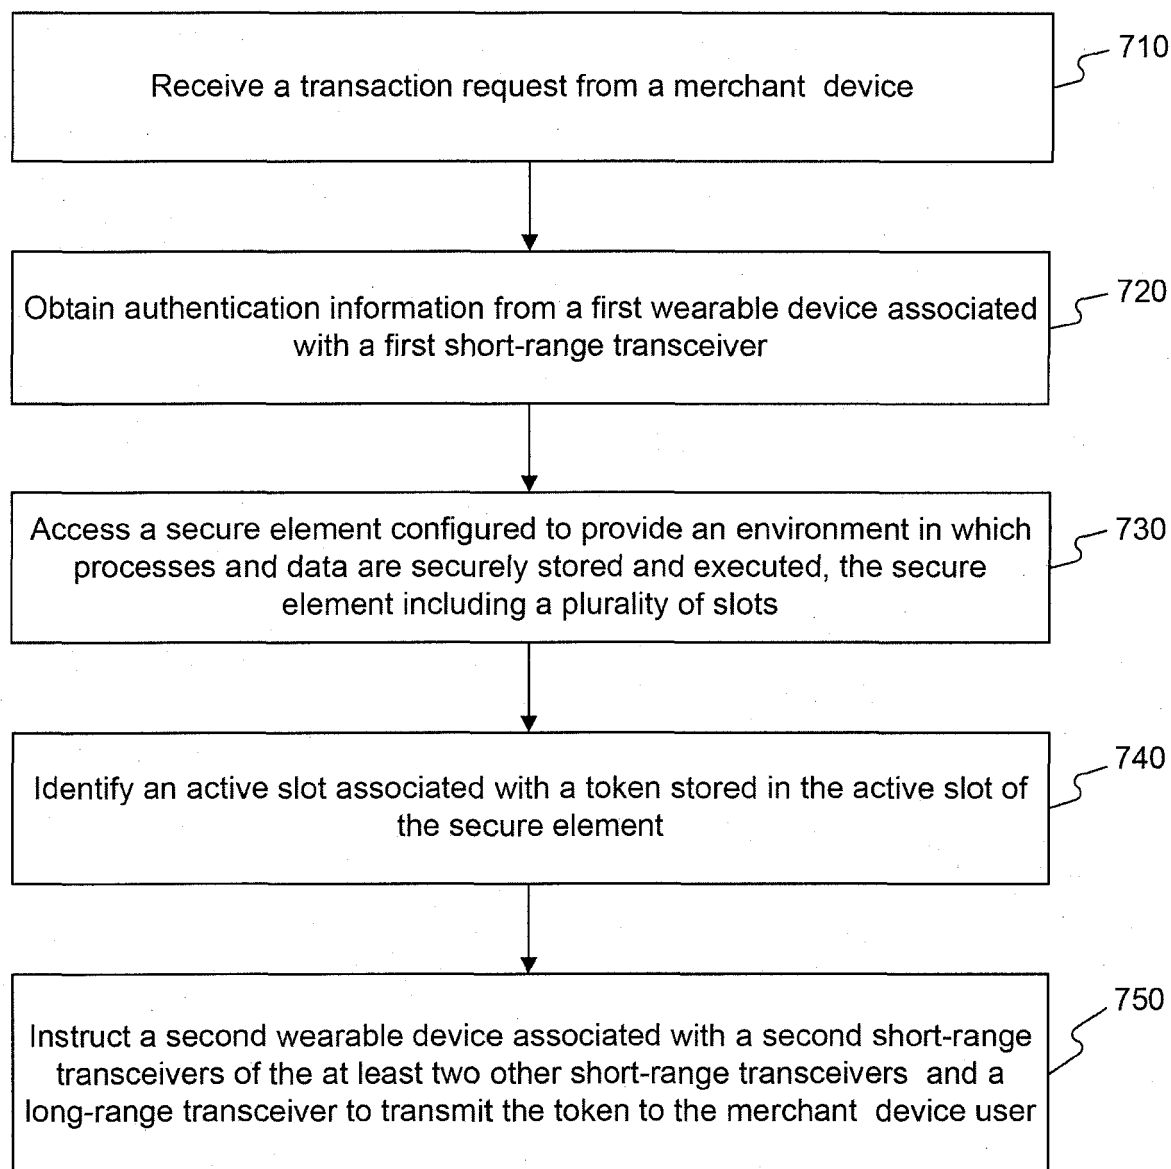 Receive a transaction request from a merchant device
710
Obtain authentication information from a first wearable device associated
with a first short-range transceiver
720
Access a secure element configured to provide an environment in which
processes and data are securely stored and executed, the secure
element including a plurality of slots
730
Identify an active slot associated with a token stored in the active slot of
the secure element
740
Instruct a second wearable device associated with a second short-range
transceivers of the at least two other short-range transceivers and a
long-range transceiver to transmit the token to the merchant device user
750